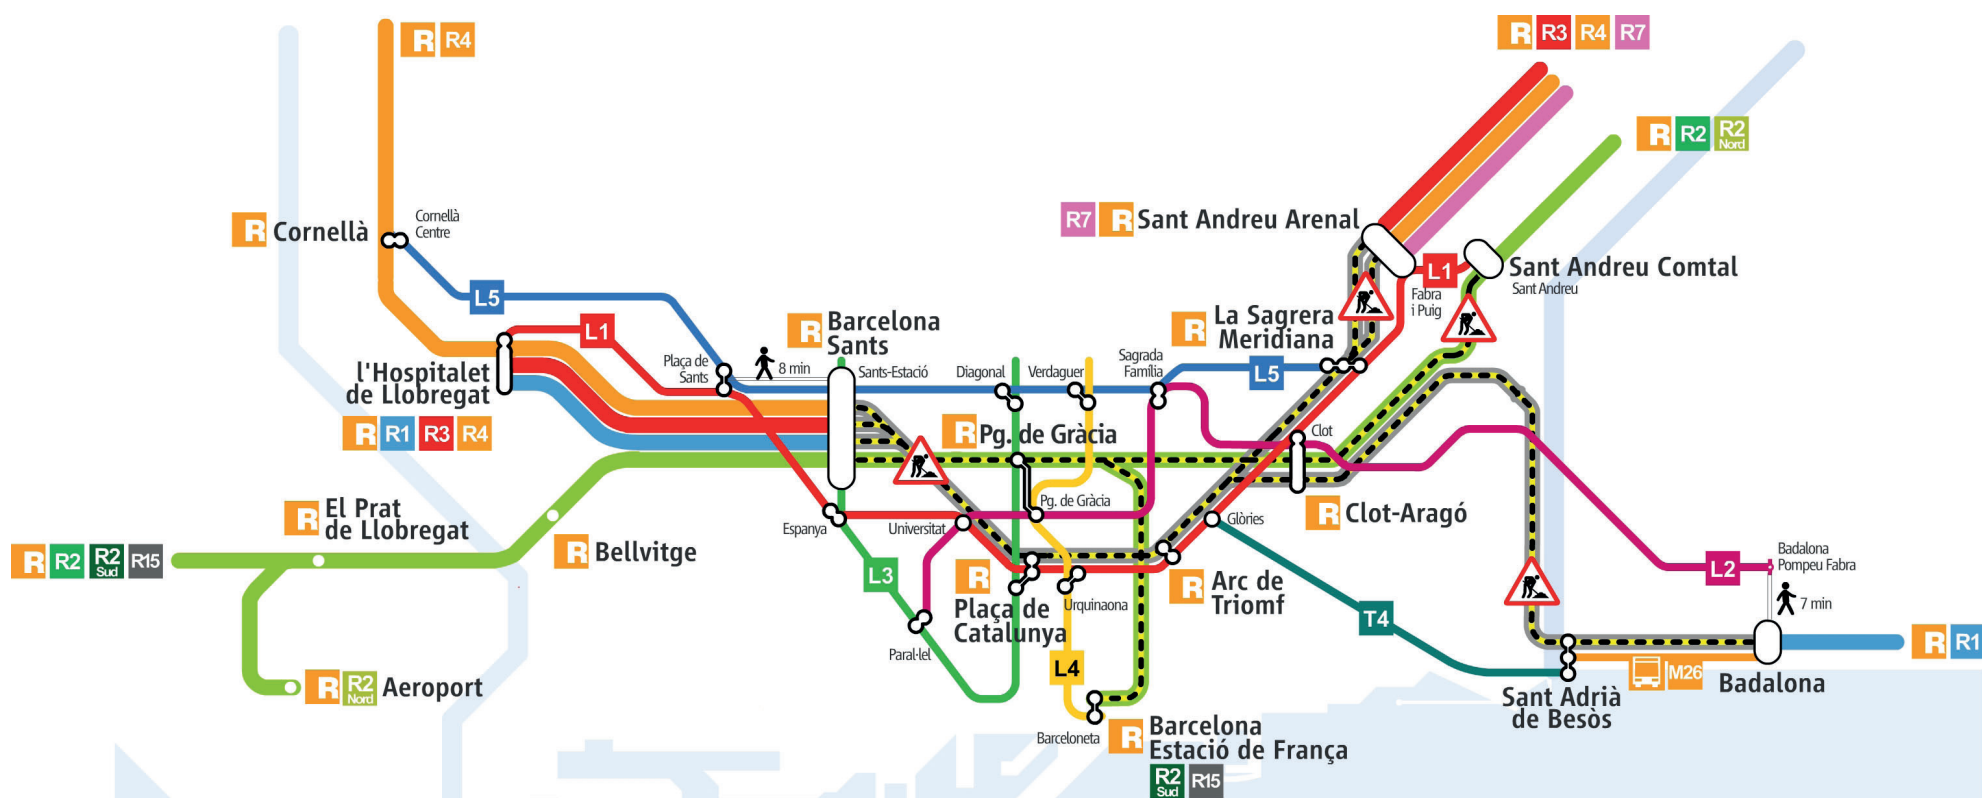 R R4
R R3 R4 R7
R R2 R2 Nord
R Cornellà
Cornellà
Centre
L5
L1
R l'Hospitalet
de Llobregat
R R1 R3 R4
Plaça de
Sants
8 min
R Barcelona
Sants
Sants-Estació
Diagonal
Verdaguer
Sagrada
Família
L5
R7 R Sant Andreu Arenal
L1
Fabra
i Puig
Sant Andreu Comtal
Sant Andreu
R La Sagrera
Meridiana
R Pg. de Gràcia
Pg. de Gràcia
Clot
R Clot-Aragó
R El Prat
de Llobregat
R R2 R2 Sud R15
R Bellvitge
R R2 Nord Aeroport
Espanya
Universitat
L3
Paral·lel
R Plaça de
Catalunya
Urquinaona
L4
Barceloneta
R Arc de
Triomf
Glòries
T4
R Barcelona
Estació de França
R2 Sud R15
L2
Badalona
Pompeu Fabra
7 min
R R1
M26
Sant Adrià
de Besòs
Badalona